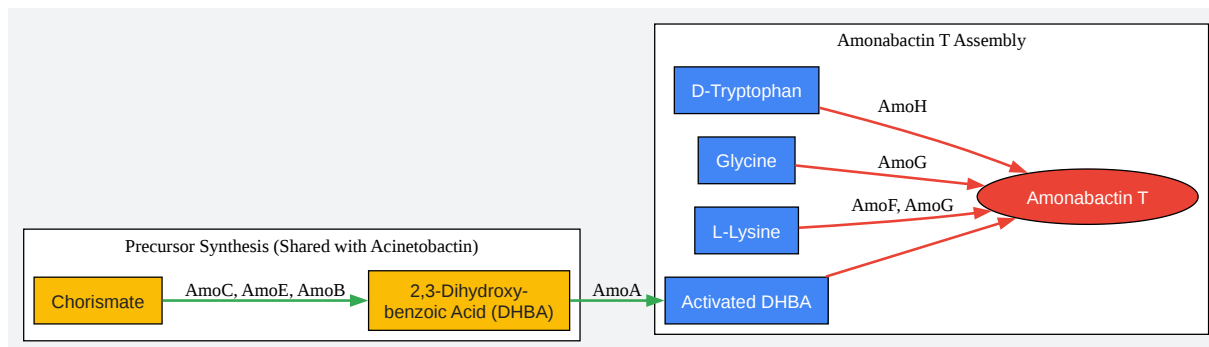 Amonabactin T Assembly
D-Tryptophan
AmoH
Glycine
AmoG
Amonabactin T
L-Lysine
AmoF, AmoG
Precursor Synthesis (Shared with Acinetobactin)
Chorismate
AmoC, AmoE, AmoB
2,3-Dihydroxy-
benzoic Acid (DHBA)
AmoA
Activated DHBA